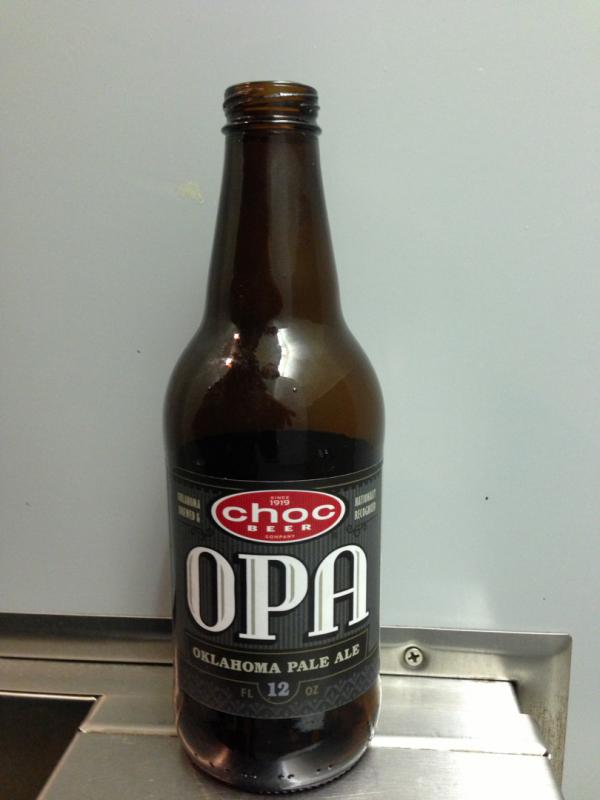 OKLAHOMA
BREWED &
SINCE
1919
choc
BEER
COMPANY
NATIONALLY
RECOGNIZED
OPA
OKLAHOMA PALE ALE
FL 12 OZ